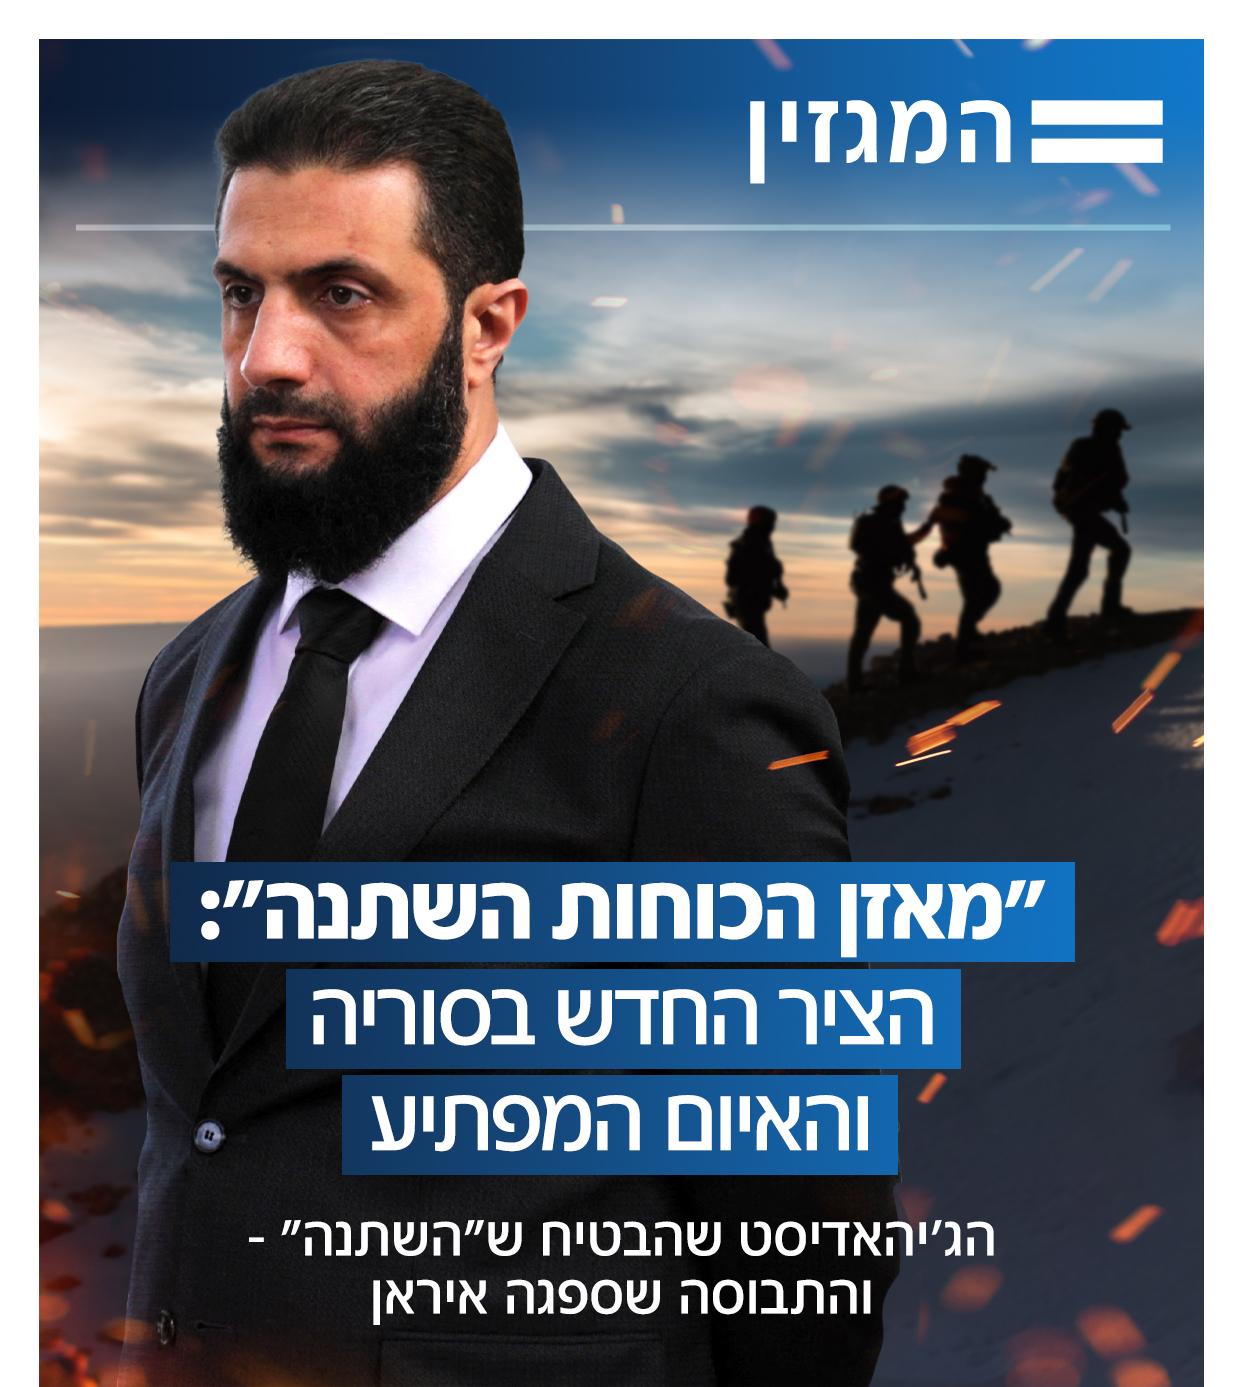 המגזין
"מאזן הכוחות השתנה":
הציר החדש בסוריה
והאיום המפתיע
הג'יהאדיסט שהבטיח ש"השתנה" -
והתבוסה שספגה איראן